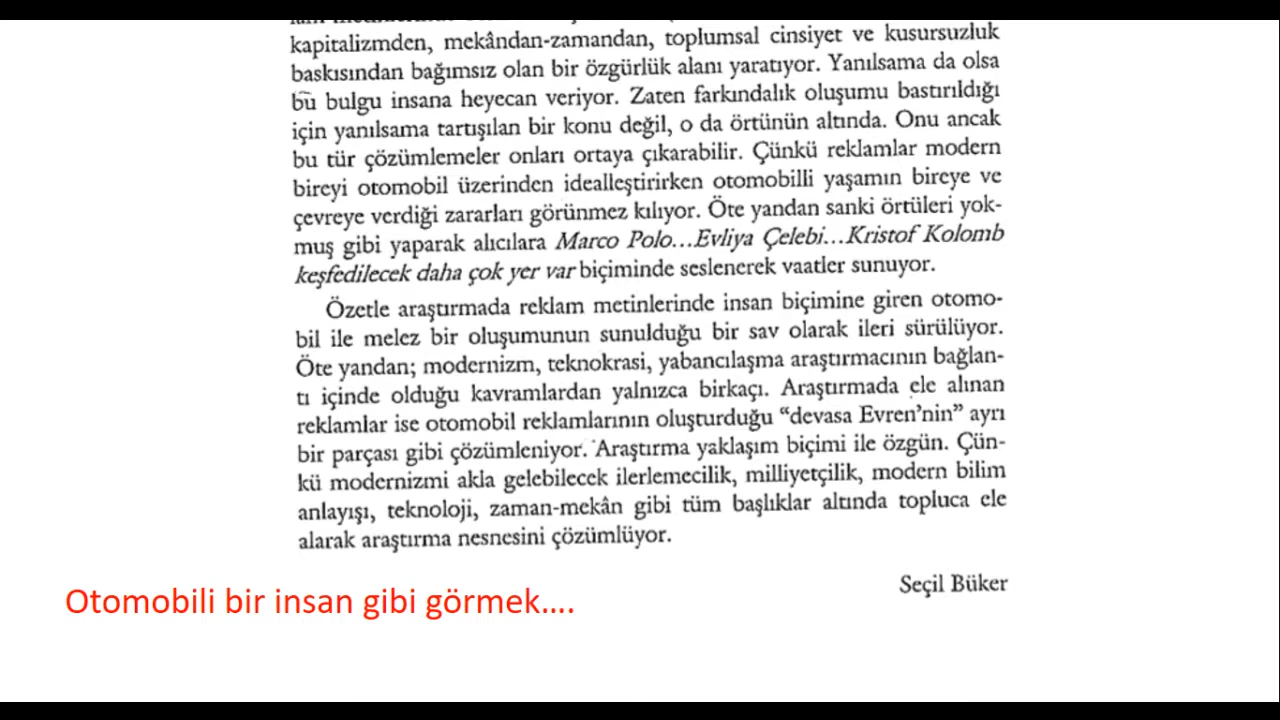 kapitalizmden, mekândan-zamandan, toplumsal cinsiyet ve kusursuzluk
baskısından bağımsız olan bir özgürlük alanı yaratıyor. Yanılsama da olsa
bu bulgu insana heyecan veriyor. Zaten farkındalık oluşumu bastırıldığı
için yanılsama tartışılan bir konu değil, o da örtünün altında. Onu ancak
bu tür çözümlemeler onları ortaya çıkarabilir. Çünkü reklamlar modern
bireyi otomobil üzerinden idealleştirirken otomobilli yaşamın bireye ve
çevreye verdiği zararları görünmez kılıyor. Öte yandan sanki örtüleri yok-
muş gibi yaparak alıcılara Marco Polo...Evliya Çelebi...Kristof Kolomb
keşfedilecek daha çok yer var biçiminde seslenerek vaatler sunuyor.
Özetle araştırmada reklam metinlerinde insan biçimine giren otomo-
bil ile melez bir oluşumunun sunulduğu bir sav olarak ileri sürülüyor.
Öte yandan; modernizm, teknokrasi, yabancılaşma araştırmacının bağlan-
tı içinde olduğu kavramlardan yalnızca birkaçı. Araştırmada ele alınan
reklamlar ise otomobil reklamlarının oluşturduğu “devasa Evren’nin” ayrı
bir parçası gibi çözümleniyor. Araştırma yaklaşım biçimi ile özgün. Çün-
kü modernizmi akla gelebilecek ilerlemecilik, milliyetçilik, modern bilim
anlayışı, teknoloji, zaman-mekân gibi tüm başlıklar altında topluca ele
alarak araştırma nesnesini çözümlüyor.
Seçil Büker
Otomobili bir insan gibi görmek....